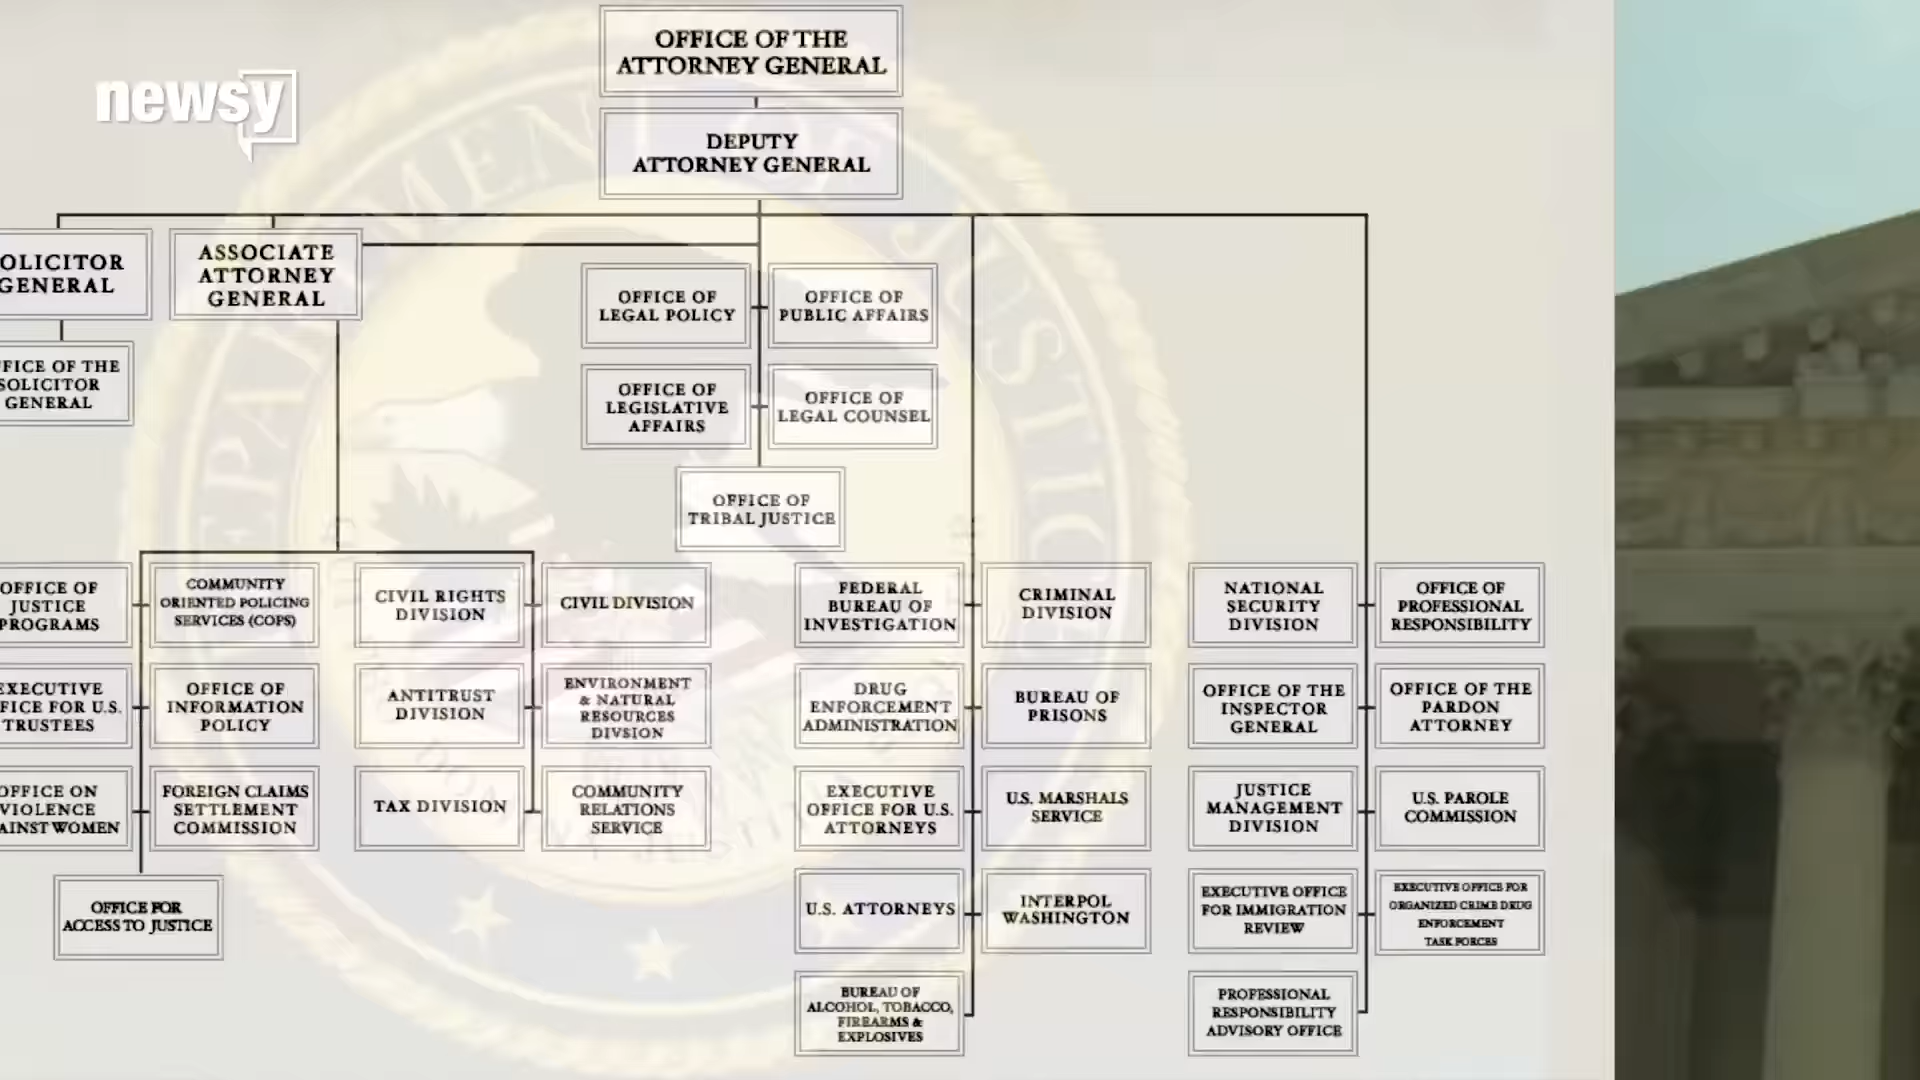 newsy
OFFICE OF THE
ATTORNEY GENERAL
DEPUTY
ATTORNEY GENERAL
OLICITOR
GENERAL
ASSOCIATE
ATTORNEY
GENERAL
FICE OF THE
SOLICITOR
GENERAL
OFFICE OF
LEGAL POLICY
OFFICE OF
PUBLIC AFFAIRS
OFFICE OF
LEGISLATIVE
AFFAIRS
OFFICE OF
LEGAL COUNSEL
OFFICE OF
TRIBAL JUSTICE
OFFICE OF
JUSTICE
PROGRAMS
COMMUNITY
ORIENTED POLICING
SERVICES (COPS)
CIVIL RIGHTS
DIVISION
CIVIL DIVISION
FEDERAL
BUREAU OF
INVESTIGATION
CRIMINAL
DIVISION
NATIONAL
SECURITY
DIVISION
OFFICE OF
PROFESSIONAL
RESPONSIBILITY
EXECUTIVE
FICE FOR U.S.
TRUSTEES
OFFICE OF
INFORMATION
POLICY
ANTITRUST
DIVISION
ENVIRONMENT
& NATURAL
RESOURCES
DIVSION
DRUG
ENFORCEMENT
ADMINISTRATION
BUREAU OF
PRISONS
OFFICE OF THE
INSPECTOR
GENERAL
OFFICE OF THE
PARDON
ATTORNEY
OFFICE ON
VIOLENCE
AINST WOMEN
FOREIGN CLAIMS
SETTLEMENT
COMMISSION
TAX DIVISION
COMMUNITY
RELATIONS
SERVICE
EXECUTIVE
OFFICE FOR U.S.
ATTORNEYS
U.S. MARSHALS
SERVICE
JUSTICE
MANAGEMENT
DIVISION
U.S. PAROLE
COMMISSION
OFFICE FOR
ACCESS TO JUSTICE
U.S. ATTORNEYS
INTERPOL
WASHINGTON
EXECUTIVE OFFICE
FOR IMMIGRATION
REVIEW
EXECUTIVE OFFICE FOR
ORGANIZED CRIME DRUG
ENFORCEMENT
TASK FORCES
BUREAU OF
ALCOHOL, TOBACCO,
FIREARMS &
EXPLOSIVES
PROFESSIONAL
RESPONSIBILITY
ADVISORY OFFICE